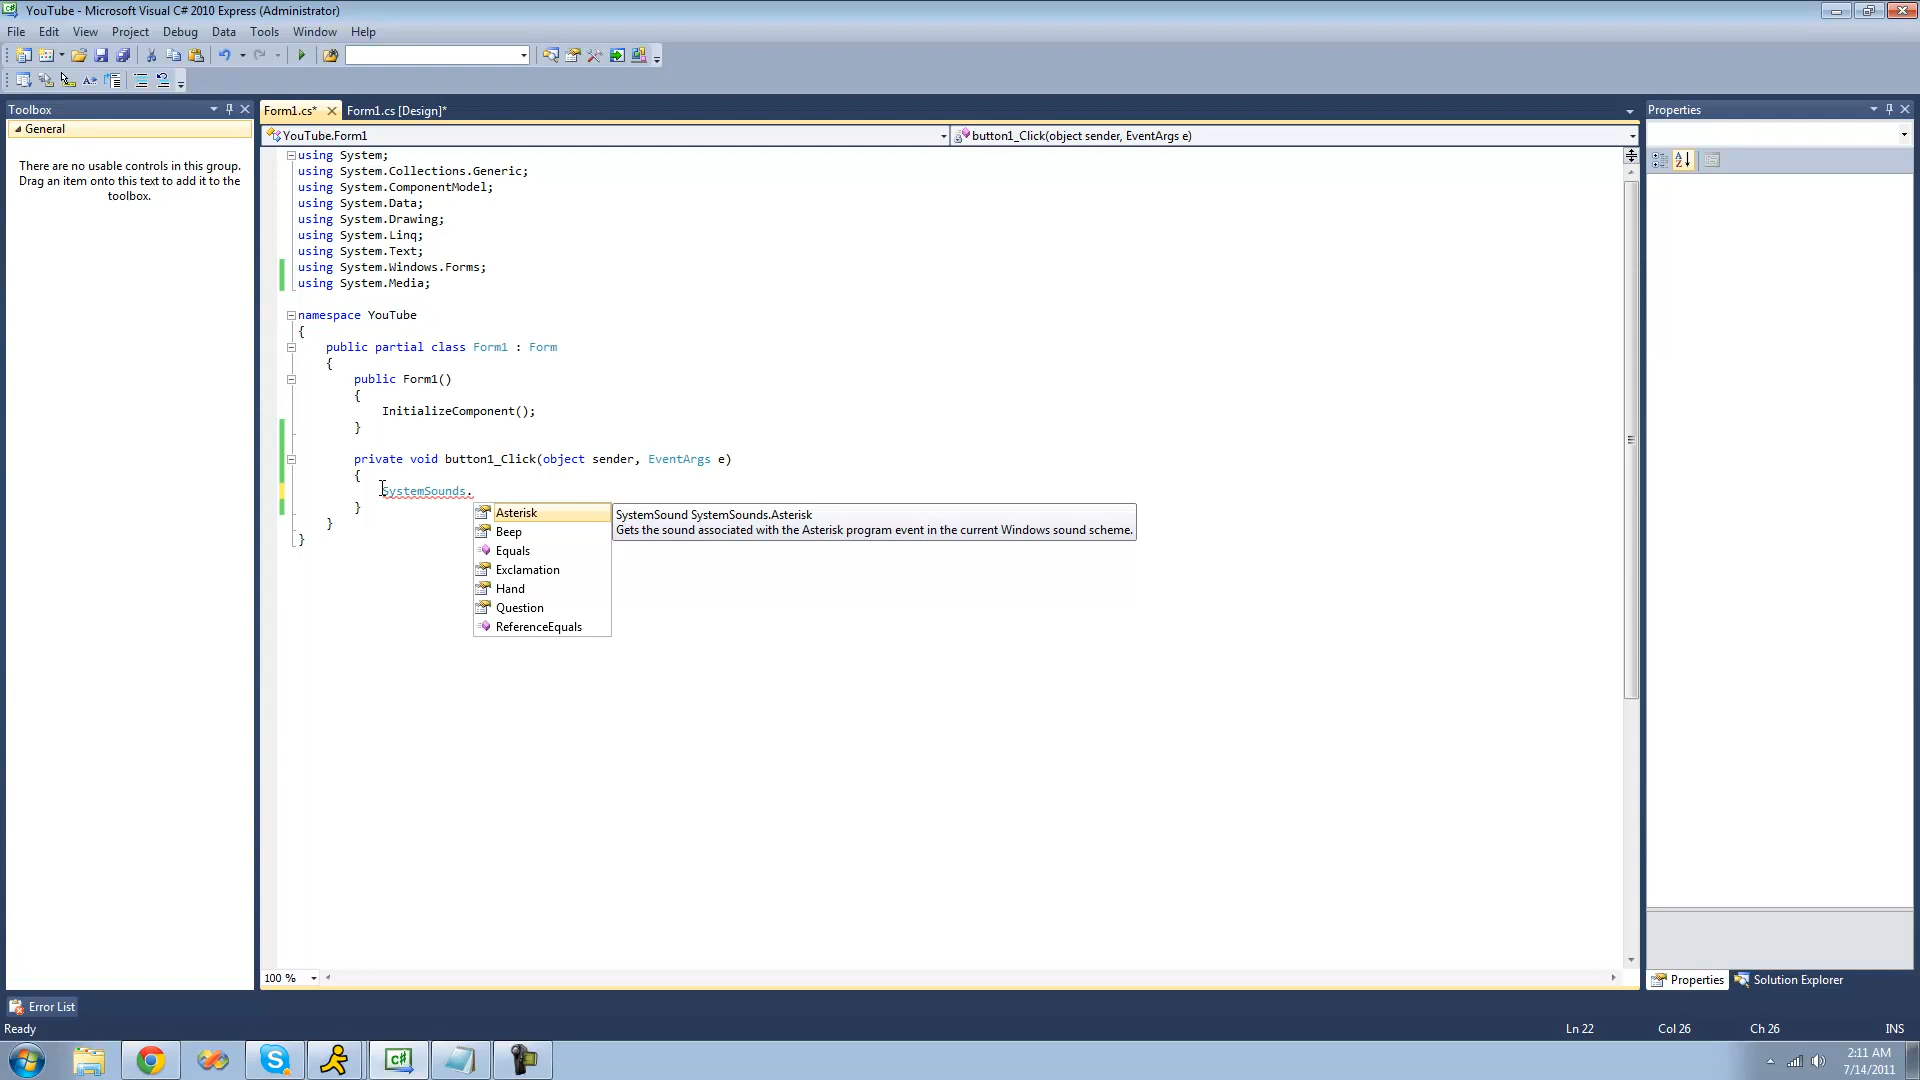 YouTube - Microsoft Visual C# 2010 Express (Administrator)
File Edit View Project Debug Data Tools Window Help
Toolbox
General
There are no usable controls in this group.
Drag an item onto this text to add it to the
toolbox.
Form1.cs* Form1.cs [Design]*
YouTube.Form1 button1_Click(object sender, EventArgs e)
using System;
using System.Collections.Generic;
using System.ComponentModel;
using System.Data;
using System.Drawing;
using System.Linq;
using System.Text;
using System.Windows.Forms;
using System.Media;
namespace YouTube
{
public partial class Form1 : Form
{
public Form1()
{
InitializeComponent();
}
private void button1_Click(object sender, EventArgs e)
{
SystemSounds.
}
}
}
Asterisk
Beep
Equals
Exclamation
Hand
Question
ReferenceEquals
SystemSound SystemSounds.Asterisk
Gets the sound associated with the Asterisk program event in the current Windows sound scheme.
100 %
Properties
Properties Solution Explorer
Error List
Ready Ln 22 Col 26 Ch 26 INS
2:11 AM
7/14/2011